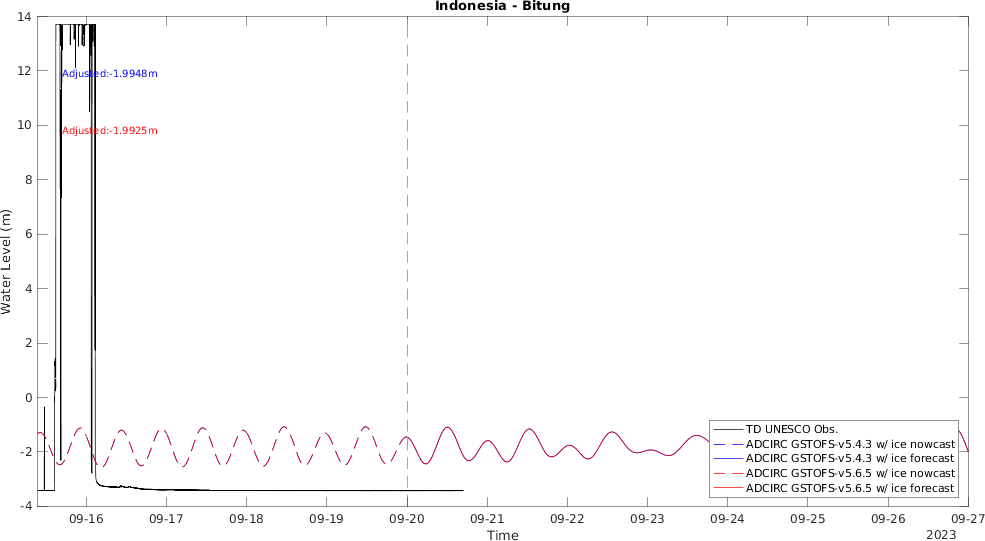 Indonesia - Bitung
14
12
10
8
6
4
2
0
-2
-4
Water Level (m)
Adjusted:-1.9948m
Adjusted:-1.9925m
TD UNESCO Obs.
ADCIRC GSTOFS-v5.4.3 w/ ice nowcast
ADCIRC GSTOFS-v5.4.3 w/ ice forecast
ADCIRC GSTOFS-v5.6.5 w/ ice nowcast
ADCIRC GSTOFS-v5.6.5 w/ ice forecast
09-16 09-17 09-18 09-19 09-20 09-21 09-22 09-23 09-24 09-25 09-26 09-27
Time
2023